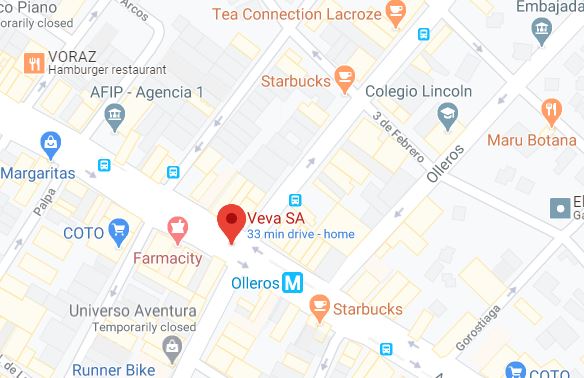 co Piano
porarily closed
Arcos
Tea Connection Lacroze
Embajada
VORAZ
Hamburger restaurant
Starbucks
AFIP - Agencia 1
Colegio Lincoln
3 de Febrero
Maru Botana
Margaritas
Olleros
Palpa
Veva SA
33 min drive - home
El
COTO
Farmacity
Olleros
M
Universo Aventura
Temporarily closed
Starbucks
Gorostiaga
Runner Bike
COTO